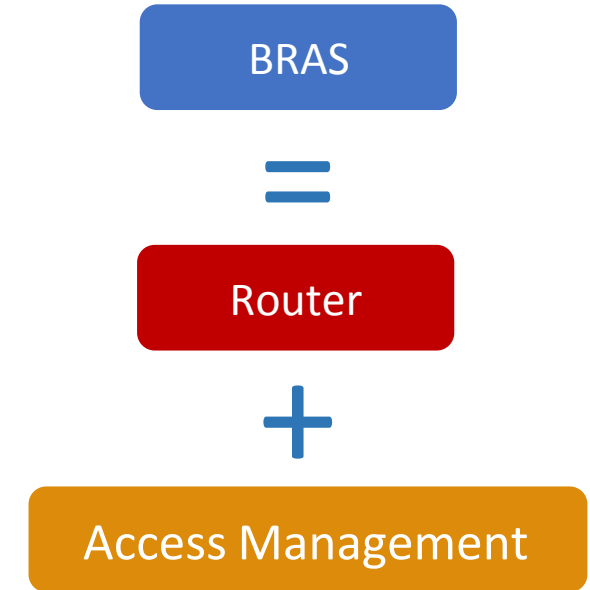 BRAS
=
Router
+
Access Management